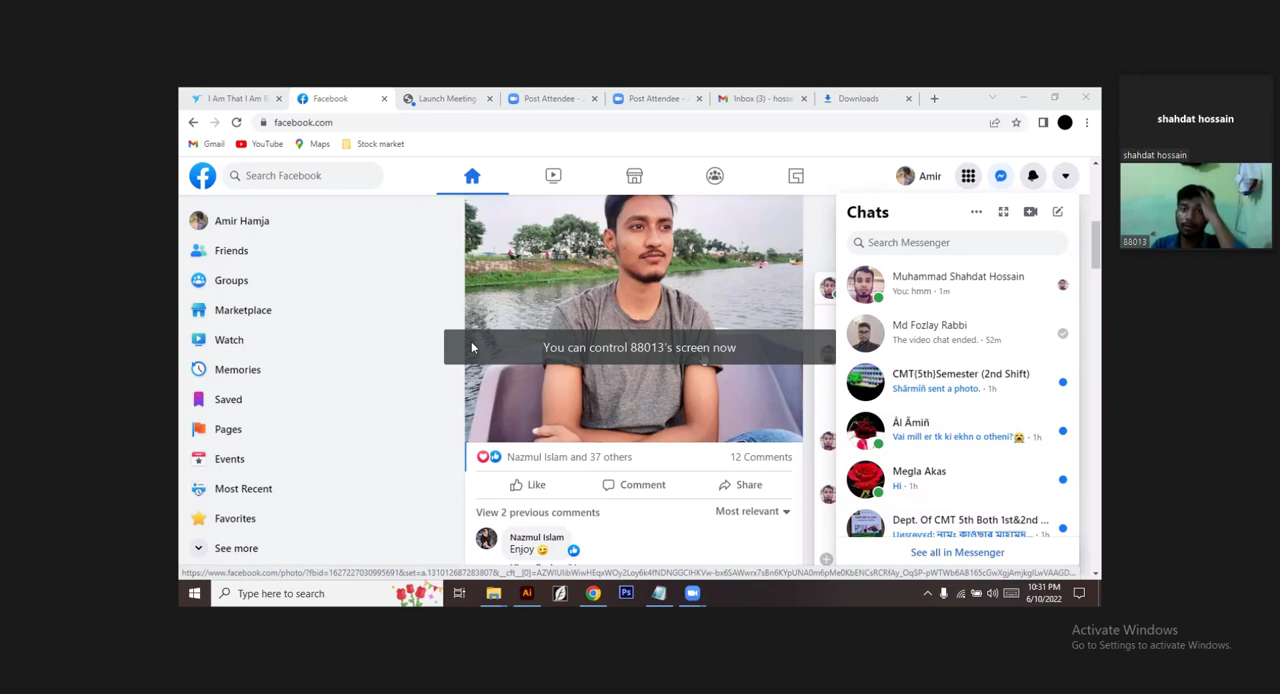 I Am That I Am B
Facebook
Launch Meeting
Post Attendee -
Post Attendee -
Inbox (3) - hosse
Downloads
facebook.com
Gmail
YouTube
Maps
Stock market
Search Facebook
Amir
Amir Hamja
Friends
Groups
Marketplace
Watch
Memories
Saved
Pages
Events
Most Recent
Favorites
See more
You can control 88013's screen now
Nazmul Islam and 37 others
12 Comments
Like
Comment
Share
View 2 previous comments
Most relevant
Nazmul Islam
Enjoy 😉
Chats
Search Messenger
Muhammad Shahdat Hossain
You: hmm · 1m
Md Fozlay Rabbi
The video chat ended. · 52m
CMT(5th)Semester (2nd Shift)
Shärmiñ sent a photo. · 1h
Âl Ãmiñ
Vai mill er tk ki ekhn o otheni?😭 · 1h
Megla Akas
Hi · 1h
Dept. Of CMT 5th Both 1st&2nd ...
1h
See all in Messenger
Type here to search
Ai
Ps
10:31 PM
6/10/2022
shahdat hossain
shahdat hossain
88013
Activate Windows
Go to Settings to activate Windows.